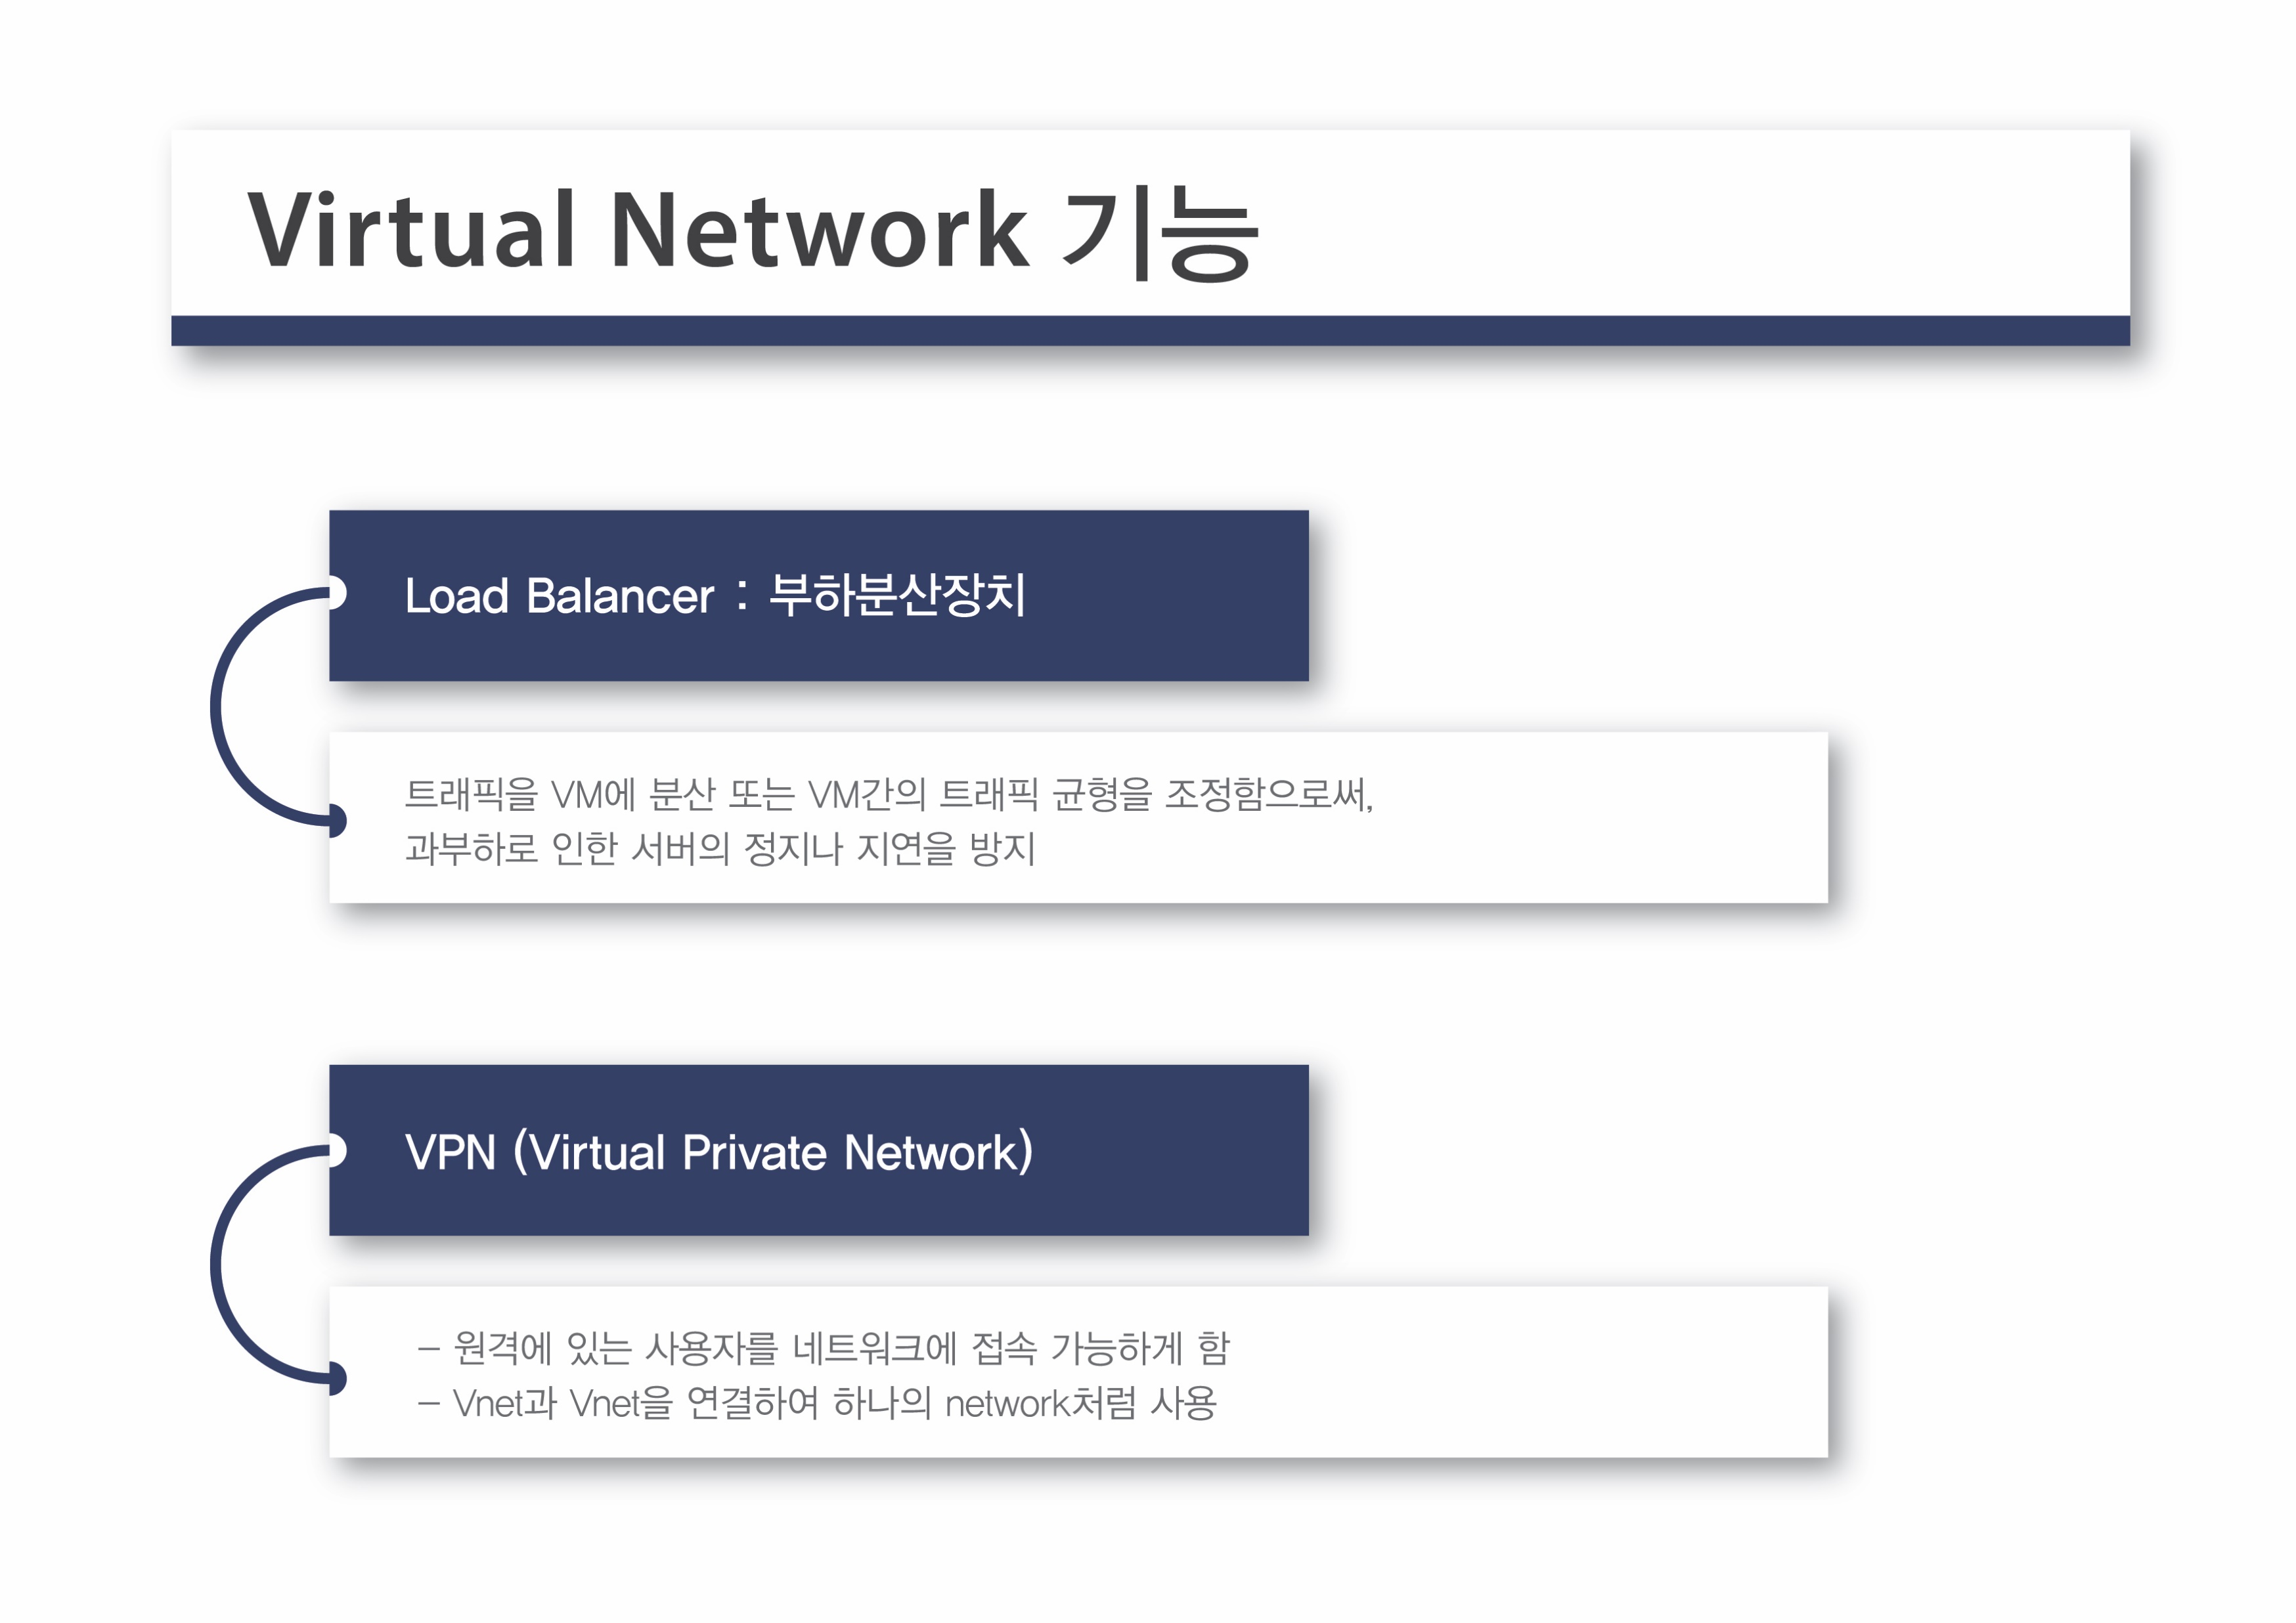 Virtual Network 기능
Load Balancer : 부하분산장치
트래픽을 VM에 분산 또는 VM간의 트래픽 균형을 조정함으로써,
과부하로 인한 서버의 정지나 지연을 방지
VPN (Virtual Private Network)
- 원격에 있는 사용자를 네트워크에 접속 가능하게 함
- Vnet과 Vnet을 연결하여 하나의 network처럼 사용